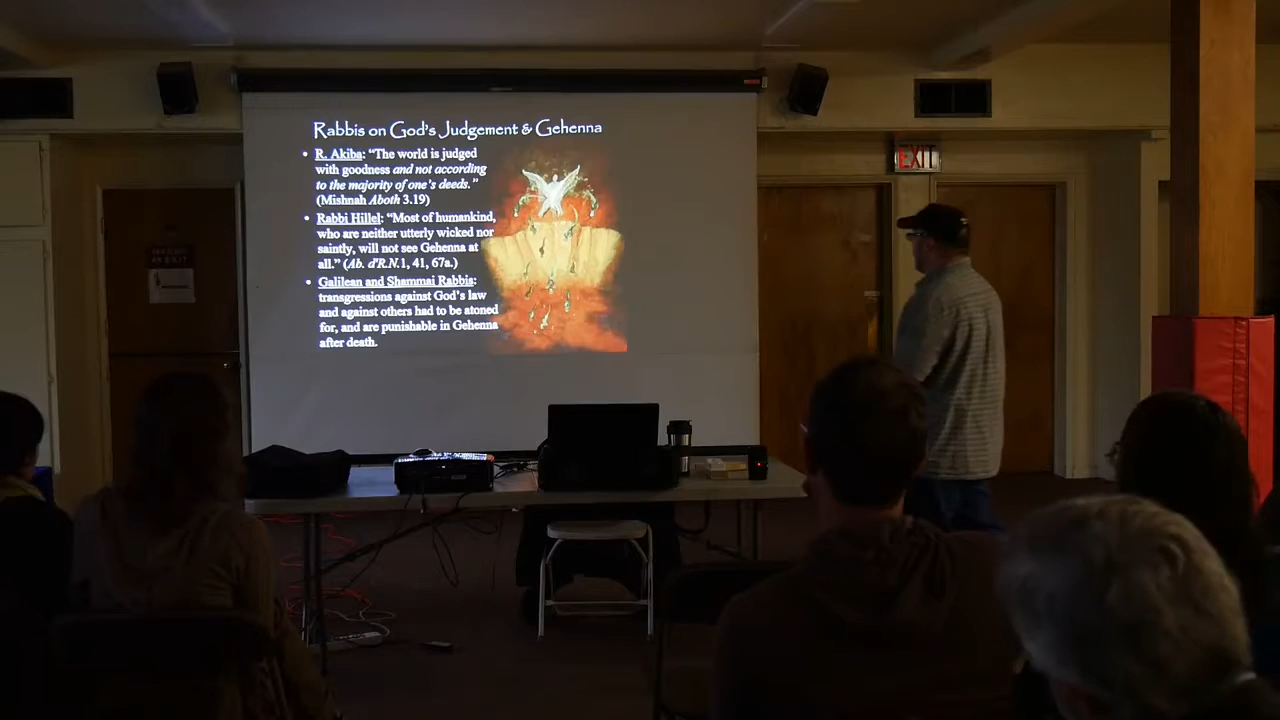 Rabbis on God's Judgement & Gehenna
• R. Akiba: “The world is judged
with goodness and not according
to the majority of one's deeds.”
(Mishnah Aboth 3.19)
• Rabbi Hillel: “Most of humankind,
who are neither utterly wicked nor
saintly, will not see Gehenna at
all.” (Ab. d'R.N.1, 41, 67a.)
• Galilean and Shammai Rabbis:
transgressions against God's law
and against others had to be atoned
for, and are punishable in Gehenna
after death.
EXIT